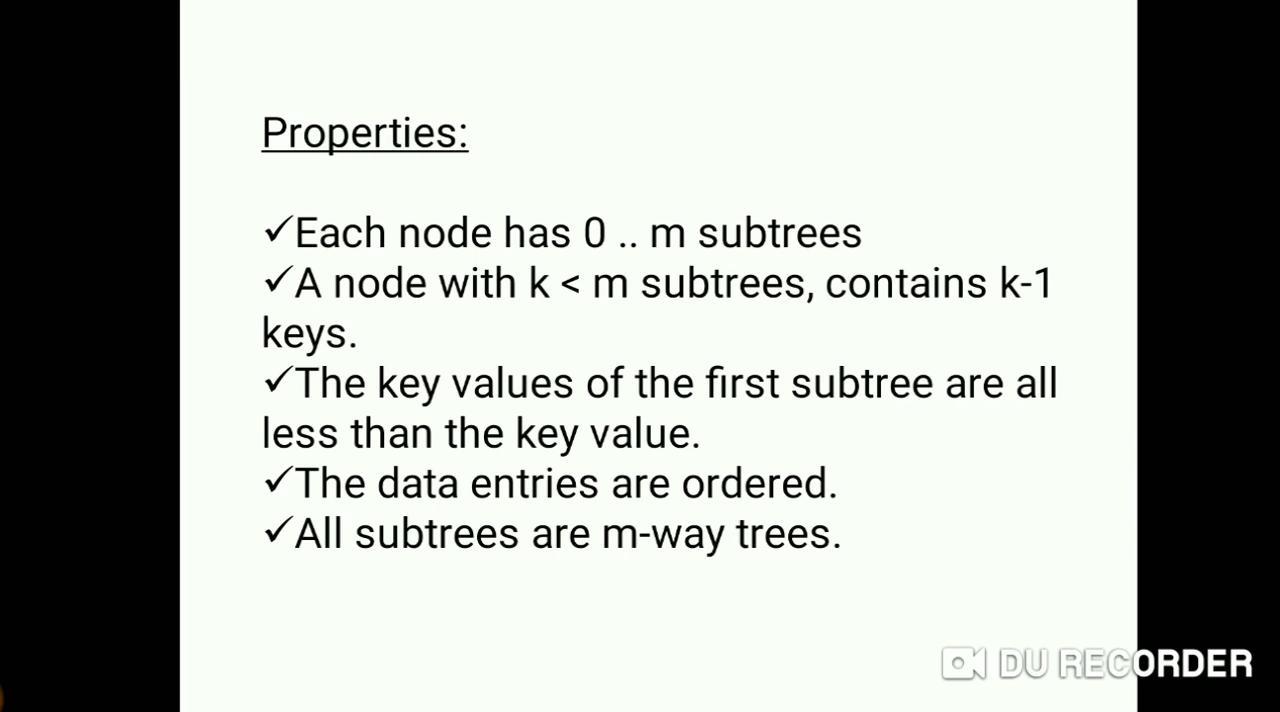 Properties:
✓Each node has 0 .. m subtrees
✓A node with k < m subtrees, contains k-1
keys.
✓The key values of the first subtree are all
less than the key value.
✓The data entries are ordered.
✓All subtrees are m-way trees.
DU RECORDER